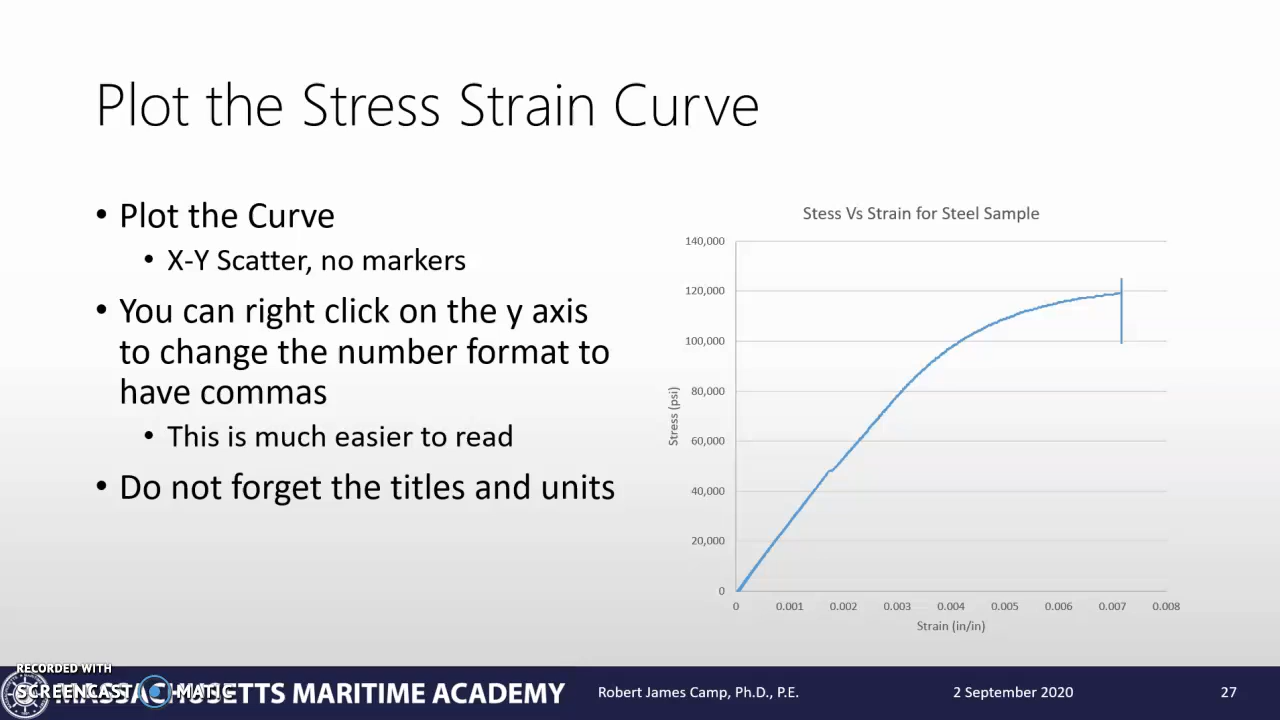 Plot the Stress Strain Curve
• Plot the Curve
• X-Y Scatter, no markers
• You can right click on the y axis
to change the number format to
have commas
• This is much easier to read
• Do not forget the titles and units
Stess Vs Strain for Steel Sample
140,000
120,000
100,000
80,000
60,000
40,000
20,000
0
Stress (psi)
0 0.001 0.002 0.003 0.004 0.005 0.006 0.007 0.008
Strain (in/in)
RECORDED WITH
SCREENCAST MATIC
MASSACHUSETTS MARITIME ACADEMY
Robert James Camp, Ph.D., P.E.
2 September 2020
27